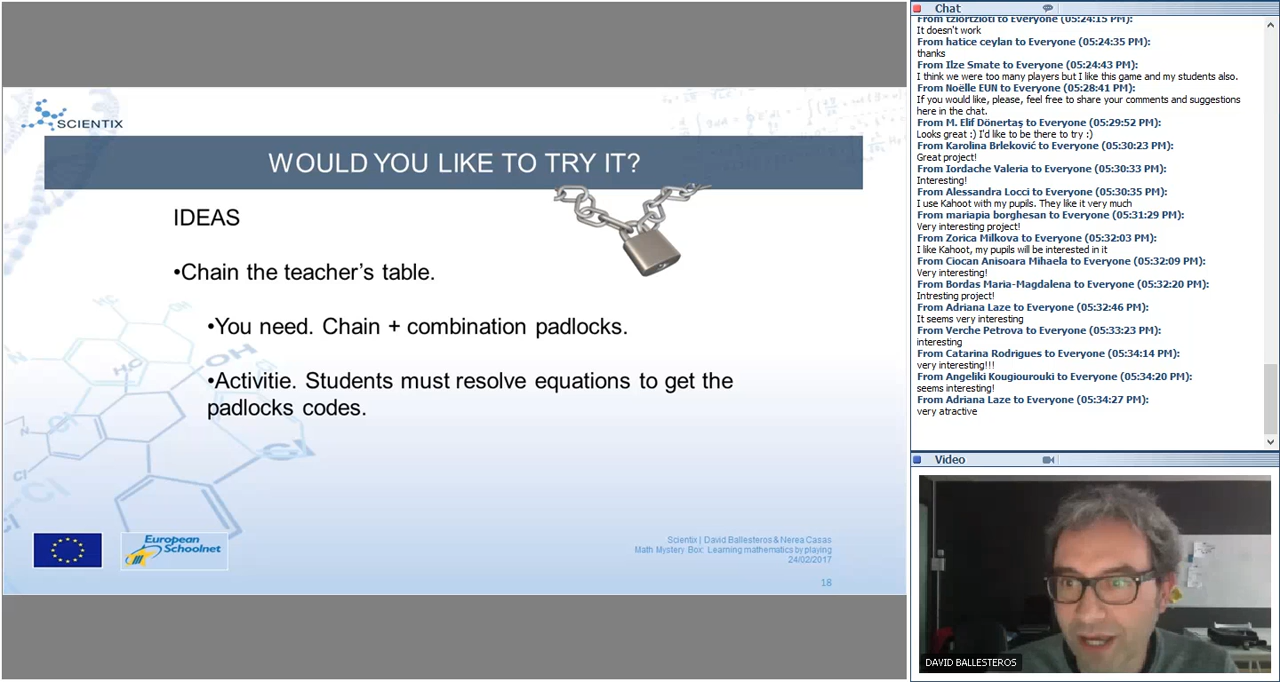 SCIENTIX
WOULD YOU LIKE TO TRY IT?
IDEAS
•Chain the teacher’s table.
•You need. Chain + combination padlocks.
•Activitie. Students must resolve equations to get the
padlocks codes.
European
Schoolnet
Scientix | David Ballesteros & Nerea Casas
Math Mystery Box: Learning mathematics by playing
24/02/2017
18
Chat
From tziortzioti to Everyone (05:24:15 PM):
It doesn't work
From hatice ceylan to Everyone (05:24:35 PM):
thanks
From Ilze Smate to Everyone (05:24:43 PM):
I think we were too many players but I like this game and my students also.
From Noëlle EUN to Everyone (05:28:41 PM):
If you would like, please, feel free to share your comments and suggestions
here in the chat.
From M. Elif Dönertaş to Everyone (05:29:52 PM):
Looks great :) I'd like to be there to try :)
From Karolina Brleković to Everyone (05:30:23 PM):
Great project!
From Iordache Valeria to Everyone (05:30:33 PM):
Interesting!
From Alessandra Locci to Everyone (05:30:35 PM):
I use Kahoot with my pupils. They like it very much
From mariapia borghesan to Everyone (05:31:29 PM):
Very interesting project!
From Zorica Milkova to Everyone (05:32:03 PM):
I like Kahoot, my pupils will be interested in it
From Ciocan Anisoara Mihaela to Everyone (05:32:09 PM):
Very interesting!
From Bordas Maria-Magdalena to Everyone (05:32:20 PM):
Intresting project!
From Adriana Laze to Everyone (05:32:46 PM):
It seems very interesting
From Verche Petrova to Everyone (05:33:23 PM):
interesting
From Catarina Rodrigues to Everyone (05:34:14 PM):
very interesting!!!
From Angeliki Kougiourouki to Everyone (05:34:20 PM):
seems interesting!
From Adriana Laze to Everyone (05:34:27 PM):
very atractive
Video
DAVID BALLESTEROS